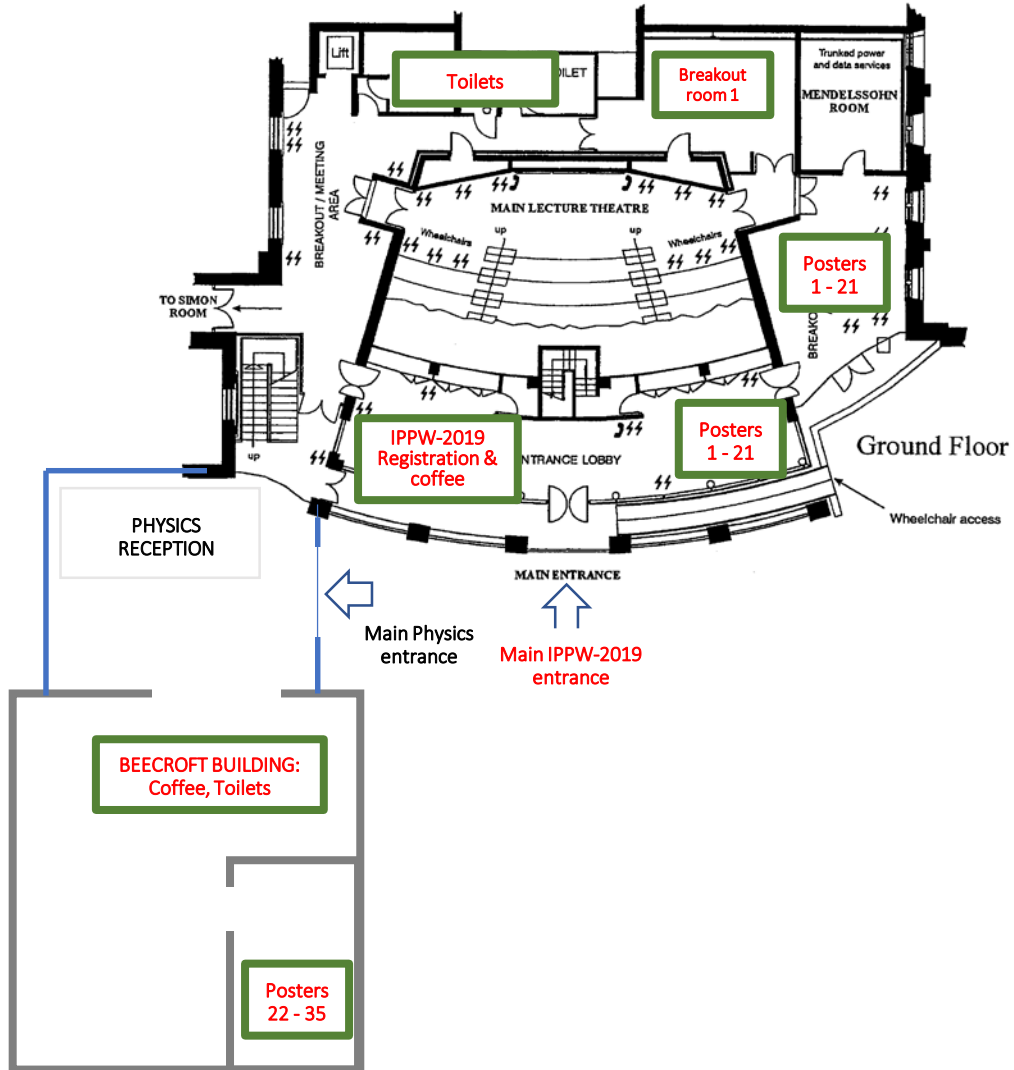 Lift
Toilets
OILET
Breakout
room 1
Trunked power
and data services
MENDELSSOHN
ROOM
BREAKOUT / MEETING
AREA
MAIN LECTURE THEATRE
Wheelchairs
up
up
Wheelchairs
Posters
1 - 21
BREAKO
TO SIMON
ROOM
up
IPPW-2019
Registration &
coffee
NTRANCE LOBBY
Posters
1 - 21
Ground Floor
Wheelchair access
PHYSICS
RECEPTION
MAIN ENTRANCE
Main Physics
entrance
Main IPPW-2019
entrance
BEECROFT BUILDING:
Coffee, Toilets
Posters
22 - 35